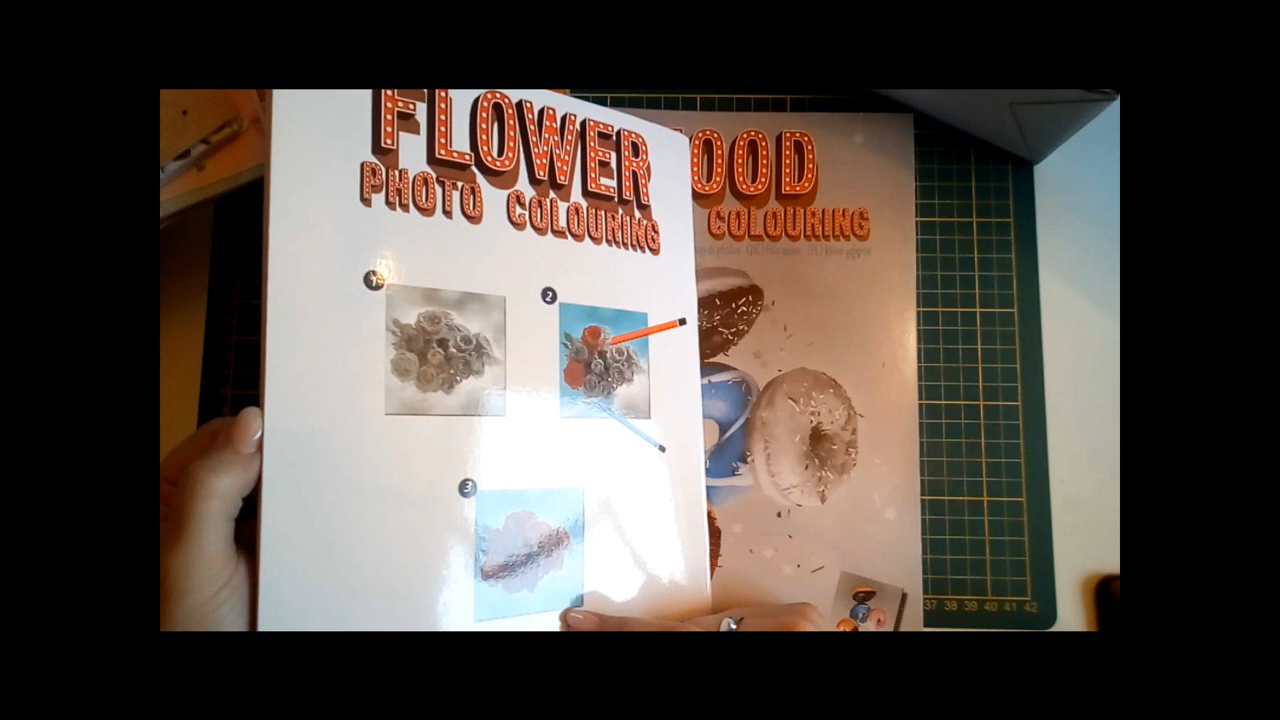 FLOWER
PHOTO COLOURING
1
2
3
OOD
COLOURING
37 38 39 40 41 42